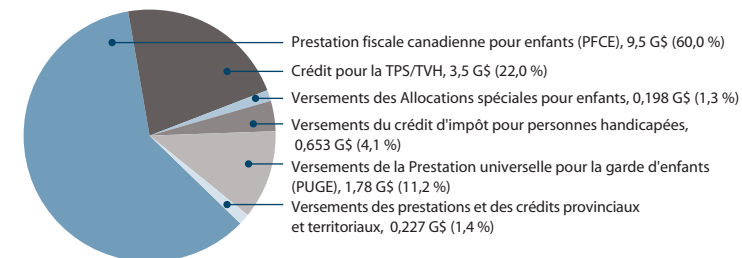 Prestation fiscale canadienne pour enfants (PFCE), 9,5 G$ (60,0 %)
Crédit pour la TPS/TVH, 3,5 G$ (22,0 %)
Versements des Allocations spéciales pour enfants, 0,198 G$ (1,3 %)
Versements du crédit d'impôt pour personnes handicapées,
0,653 G$ (4,1 %)
Versements de la Prestation universelle pour la garde d'enfants
(PUGE), 1,78 G$ (11,2 %)
Versements des prestations et des crédits provinciaux
et territoriaux, 0,227 G$ (1,4 %)